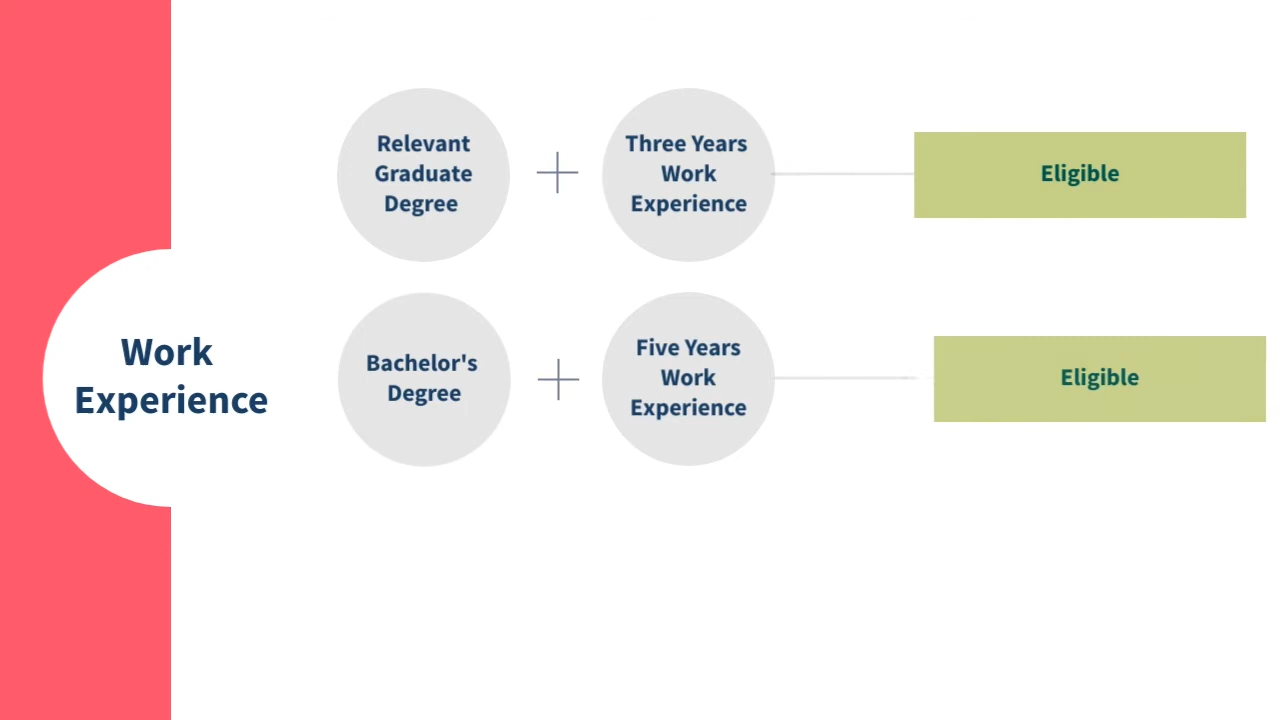 Work
Experience
Relevant
Graduate
Degree
Three Years
Work
Experience
Eligible
Bachelor's
Degree
Five Years
Work
Experience
Eligible